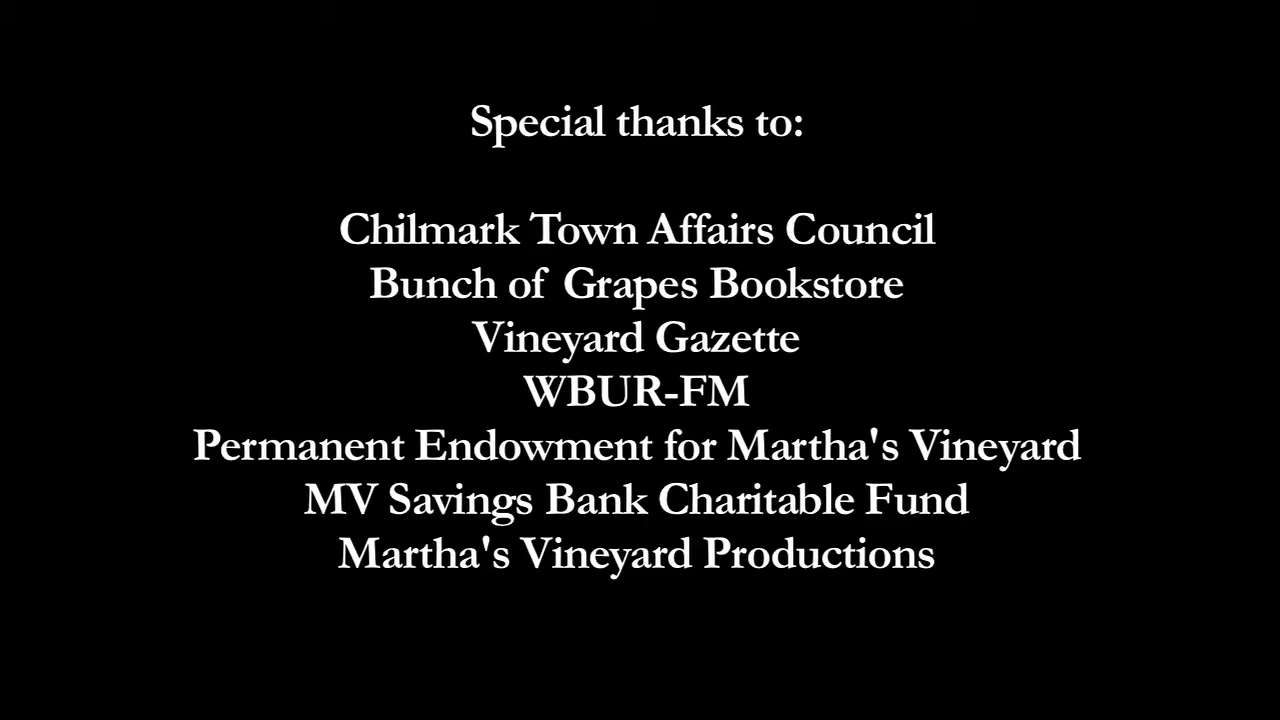 Special thanks to:
Chilmark Town Affairs Council
Bunch of Grapes Bookstore
Vineyard Gazette
WBUR-FM
Permanent Endowment for Martha's Vineyard
MV Savings Bank Charitable Fund
Martha's Vineyard Productions